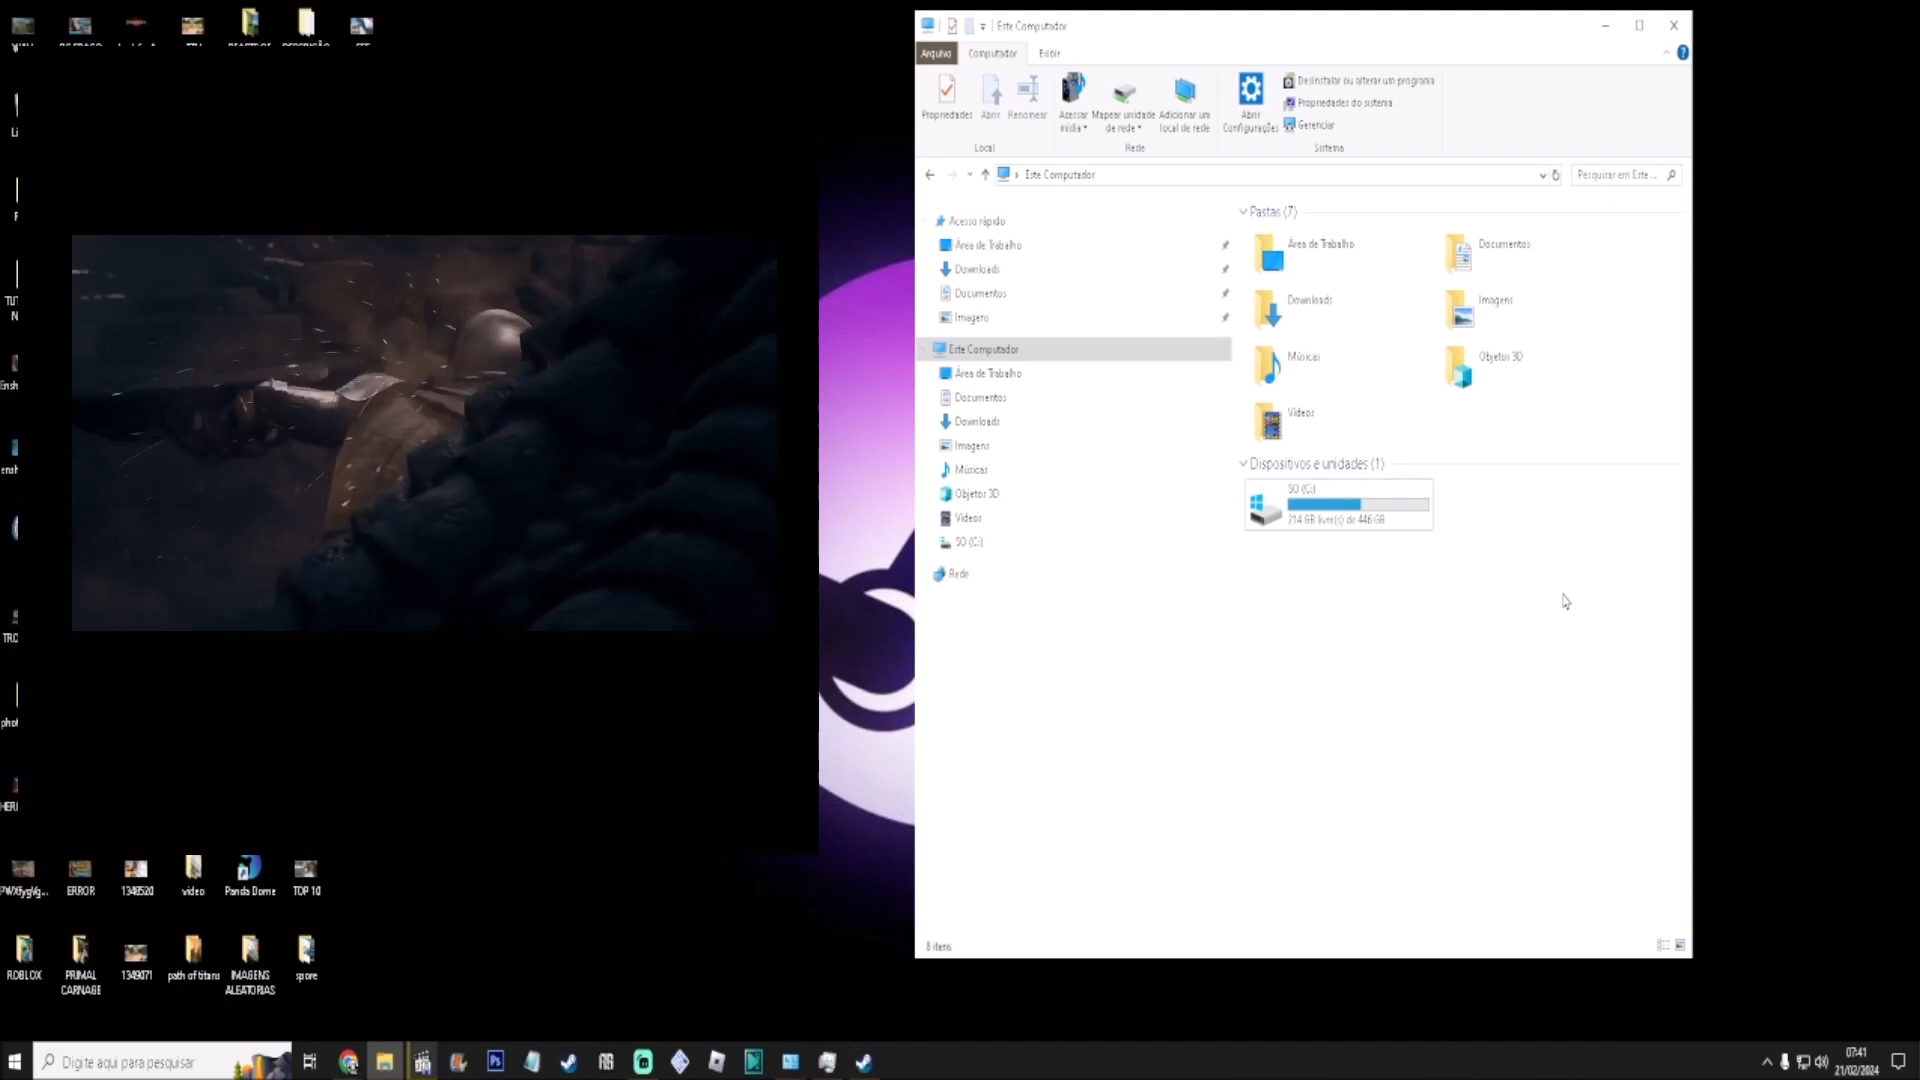 Este Computador
Arquivo
Computador
Exibir
Propriedades
Abrir
Renomear
Acessar mídia
Mapear unidade de rede
Adicionar um local de rede
Abrir Configurações
Desinstalar ou alterar um programa
Propriedades do sistema
Gerenciar
Local
Rede
Sistema
Este Computador
Pesquisar em Este ...
Acesso rápido
Área de Trabalho
Downloads
Documentos
Imagens
Este Computador
Área de Trabalho
Documentos
Downloads
Imagens
Músicas
Objetos 3D
Vídeos
SO (C:)
Rede
Pastas (7)
Área de Trabalho
Documentos
Downloads
Imagens
Músicas
Objetos 3D
Vídeos
Dispositivos e unidades (1)
SO (C:)
214 GB livre(s) de 446 GB
8 itens
ERROR
1348520
video
Panda Dome
TOP 10
ROBLOX
PRIMAL CARNAGE
1349071
path of titans
IMAGENS ALEATORIAS
spore
Digite aqui para pesquisar
Ps
07:41
21/02/2024